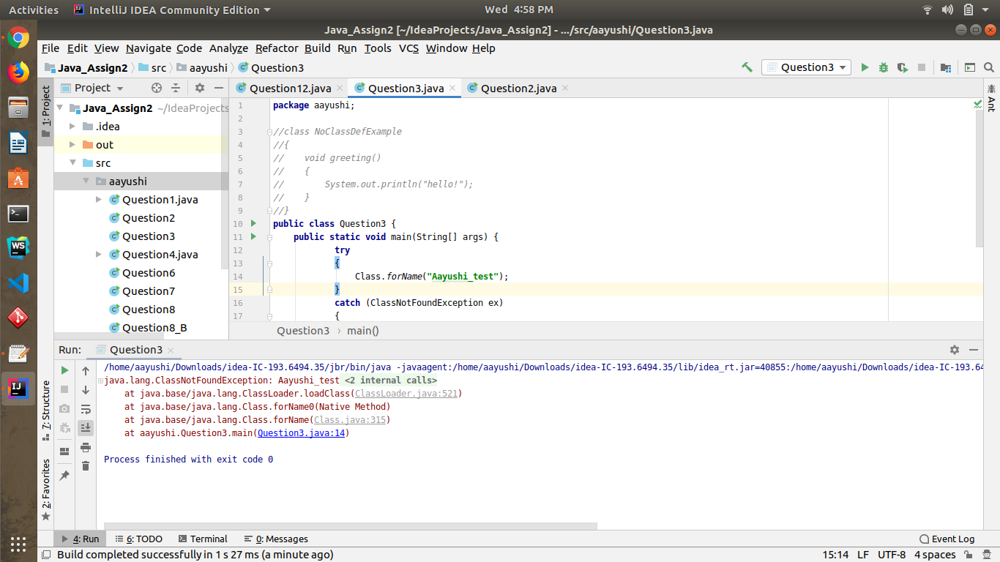 Activities IntelliJ IDEA Community Edition Wed 4:58 PM
Java_Assign2 [~/IdeaProjects/Java_Assign2] - .../src/aayushi/Question3.java
File Edit View Navigate Code Analyze Refactor Build Run Tools VCS Window Help
Java_Assign2 src aayushi Question3 Question3
1: Project
Project
Question12.java Question3.java Question2.java
Ant
Java_Assign2 ~/IdeaProjects
.idea
out
src
aayushi
Question1.java
Question2
Question3
Question4.java
Question6
Question7
Question8
Question8_B
1 package aayushi;
2
3 //class NoClassDefExample
4 //{
5 // void greeting()
6 // {
7 // System.out.println("hello!");
8 // }
9 //}
10 public class Question3 {
11 public static void main(String[] args) {
12 try
13 {
14 Class.forName("Aayushi_test");
15 }
16 catch (ClassNotFoundException ex)
17 {
Question3 › main()
Run: Question3
/home/aayushi/Downloads/idea-IC-193.6494.35/jbr/bin/java -javaagent:/home/aayushi/Downloads/idea-IC-193.6494.35/lib/idea_rt.jar=40855:/home/aayushi/Downloads/idea-IC-193.64
java.lang.ClassNotFoundException: Aayushi_test <2 internal calls>
at java.base/java.lang.ClassLoader.loadClass(ClassLoader.java:521)
at java.base/java.lang.Class.forName0(Native Method)
at java.base/java.lang.Class.forName(Class.java:315)
at aayushi.Question3.main(Question3.java:14)
Process finished with exit code 0
7: Structure
2: Favorites
WS
IJ
4: Run 6: TODO Terminal 0: Messages Event Log
Build completed successfully in 1 s 27 ms (a minute ago) 15:14 LF UTF-8 4 spaces